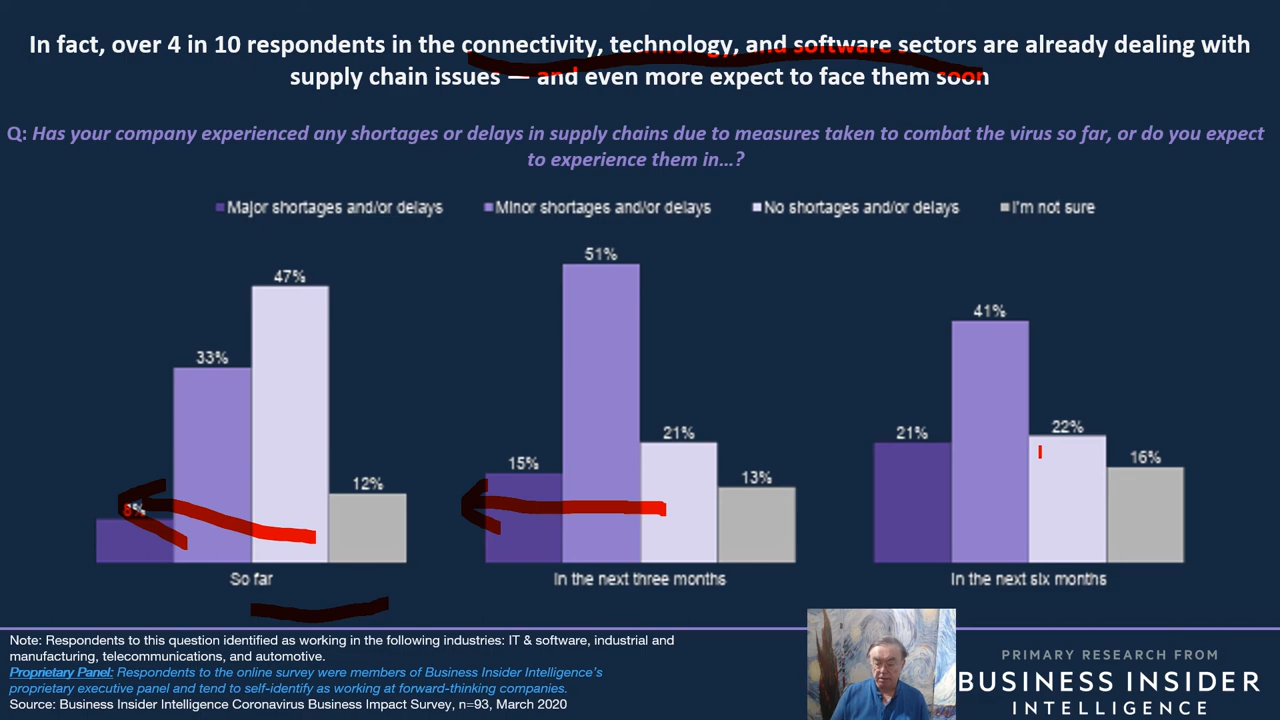 In fact, over 4 in 10 respondents in the connectivity, technology, and software sectors are already dealing with
supply chain issues — and even more expect to face them soon
Q: Has your company experienced any shortages or delays in supply chains due to measures taken to combat the virus so far, or do you expect
to experience them in...?
Major shortages and/or delays Minor shortages and/or delays No shortages and/or delays I'm not sure
51%
47%
41%
33%
21% 22%
21%
15% 16%
12% 13%
So far In the next three months In the next six months
Note: Respondents to this question identified as working in the following industries: IT & software, industrial and
manufacturing, telecommunications, and automotive.
Proprietary Panel: Respondents to the online survey were members of Business Insider Intelligence's
proprietary executive panel and tend to self-identify as working at forward-thinking companies.
Source: Business Insider Intelligence Coronavirus Business Impact Survey, n=93, March 2020
PRIMARY RESEARCH FROM
BUSINESS INSIDER
INTELLIGENCE